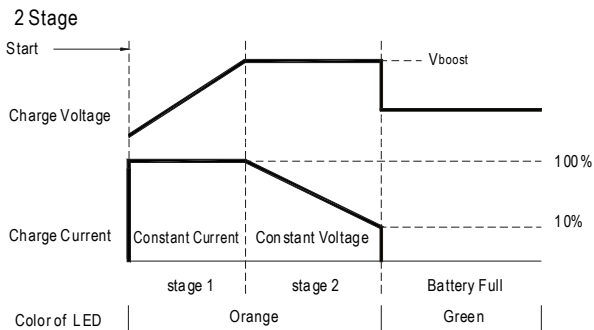 2 Stage
Start
Vboost
Charge Voltage
100%
10%
Charge Current
Constant Current
Constant Voltage
stage 1
stage 2
Battery Full
Color of LED
Orange
Green